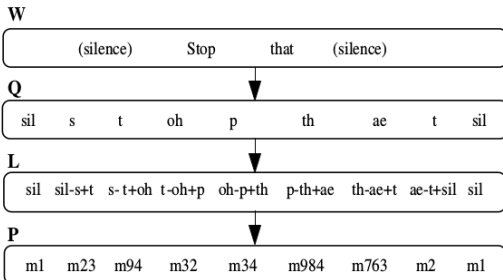 W
(silence) Stop that (silence)
Q
sil s t oh p th ae t sil
L
sil sil-s+t s- t+oh t-oh+p oh-p+th p-th+ae th-ae+t ae-t+sil sil
P
m1 m23 m94 m32 m34 m984 m763 m2 m1